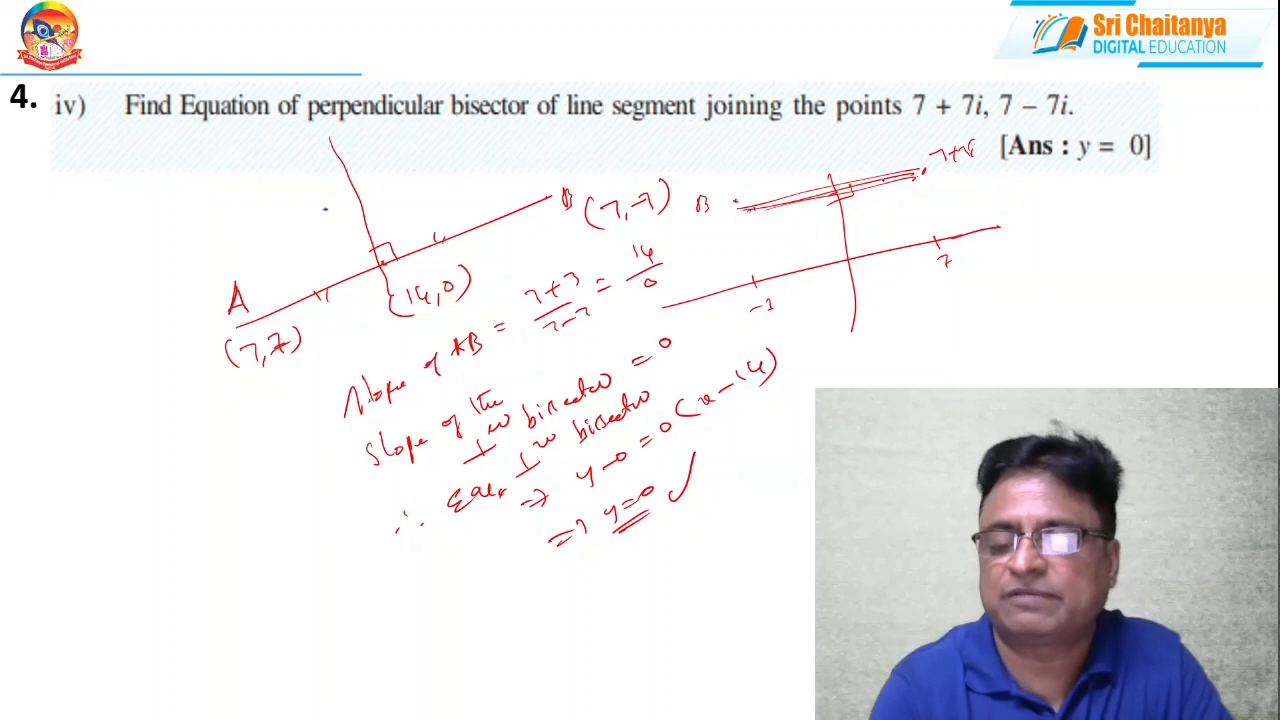 Sri Chaitanya
DIGITAL EDUCATION
4. iv) Find Equation of perpendicular bisector of line segment joining the points 7 + 7i, 7 – 7i.
[Ans : y = 0]
A
(7,7)
(14,0)
B (7,-7)
B
7
Slope of AB = 7+7/7-7 = 14/0
Slope of the
⊥ bisector = 0
∴ ⊥ bisector
⇒ y-0 = 0(x-14)
⇒ y=0 ✓